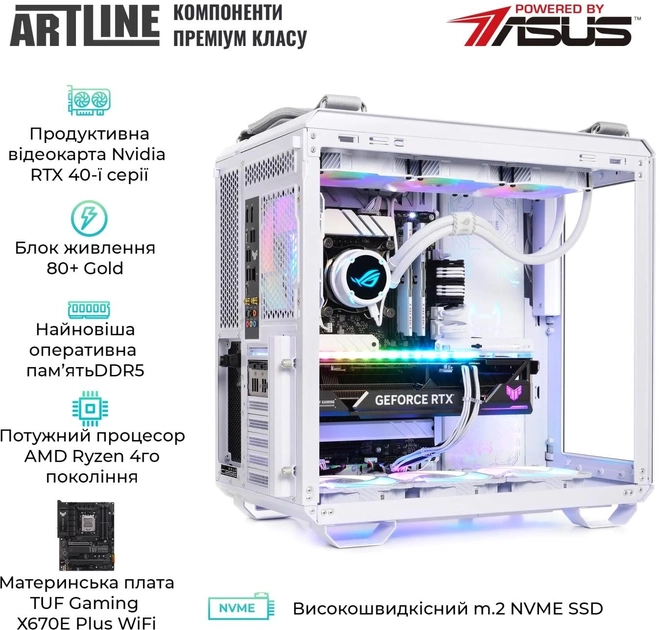 ARTLINE
КОМПОНЕНТИ
ПРЕМІУМ КЛАСУ
POWERED BY
ASUS
Продуктивна
відеокарта Nvidia
RTX 40-ї серії
Блок живлення
80+ Gold
Найновіша
оперативна
пам’ятьDDR5
Потужний процесор
AMD Ryzen 4го
покоління
GEFORCE RTX
Материнська плата
TUF Gaming
X670E Plus WiFi
NVME
Високошвидкісний m.2 NVME SSD